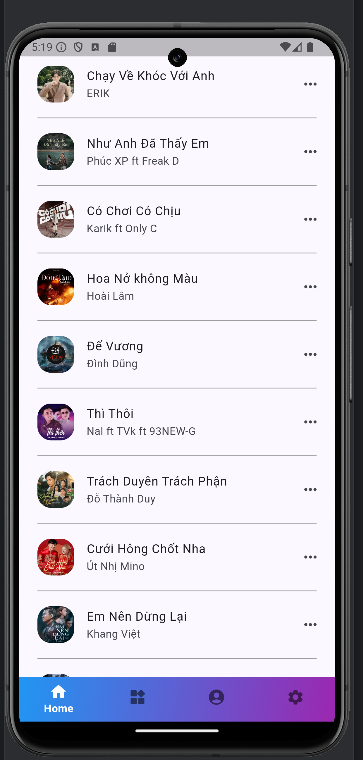 5:19
Chạy Về Khóc Với Anh
ERIK
Như Anh Đã Thấy Em
Phúc XP ft Freak D
Có Chơi Có Chịu
Karik ft Only C
Hoa Nở không Màu
Hoài Lâm
Đế Vương
Đình Dũng
Thì Thôi
Nal ft TVk ft 93NEW-G
Trách Duyên Trách Phận
Đỗ Thành Duy
Cưới Hông Chốt Nha
Út Nhị Mino
Em Nên Dừng Lại
Khang Việt
Home